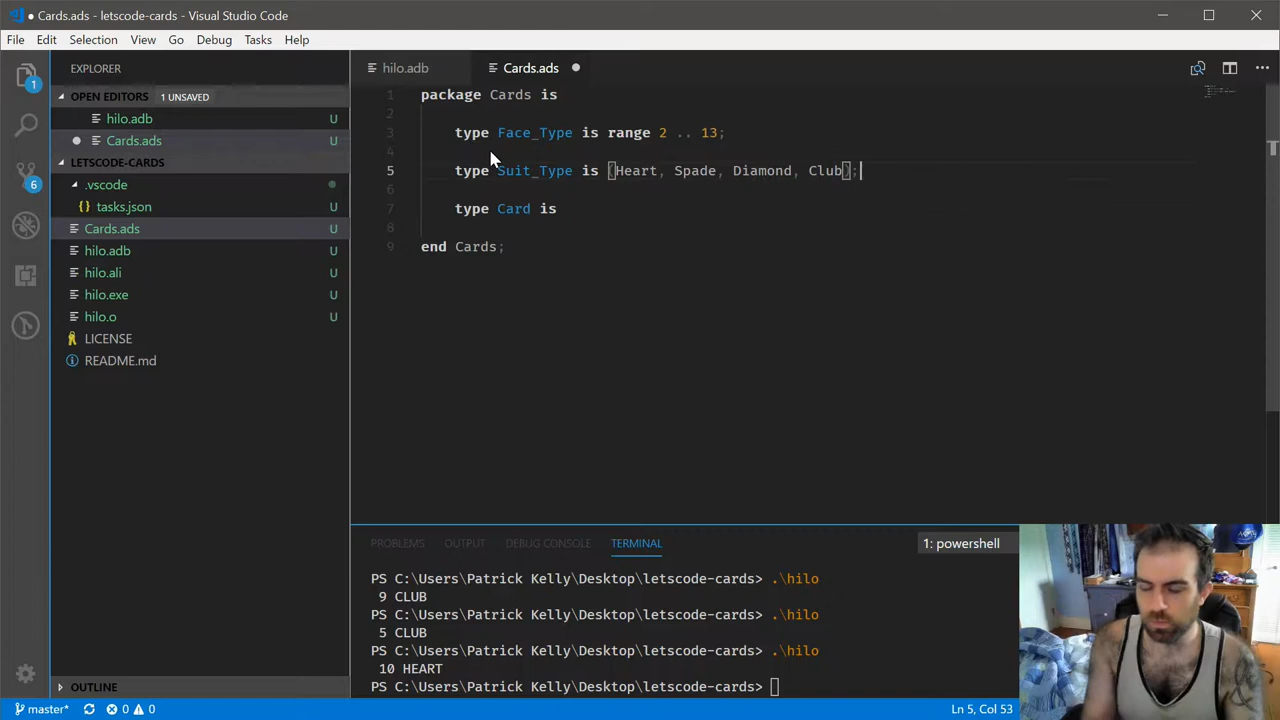 Cards.ads - letscode-cards - Visual Studio Code
File Edit Selection View Go Debug Tasks Help
EXPLORER
hilo.adb
Cards.ads
OPEN EDITORS 1 UNSAVED
hilo.adb U
Cards.ads U
LETSCODE-CARDS
.vscode
tasks.json U
Cards.ads U
hilo.adb U
hilo.ali U
hilo.exe U
hilo.o U
LICENSE
README.md
OUTLINE
1
6
1 package Cards is
2
3 type Face_Type is range 2 .. 13;
4
5 type Suit_Type is (Heart, Spade, Diamond, Club);
6
7 type Card is
8
9 end Cards;
PROBLEMS OUTPUT DEBUG CONSOLE TERMINAL 1: powershell
PS C:\Users\Patrick Kelly\Desktop\letscode-cards> .\hilo
9 CLUB
PS C:\Users\Patrick Kelly\Desktop\letscode-cards> .\hilo
5 CLUB
PS C:\Users\Patrick Kelly\Desktop\letscode-cards> .\hilo
10 HEART
PS C:\Users\Patrick Kelly\Desktop\letscode-cards>
master* 0 0 Ln 5, Col 53